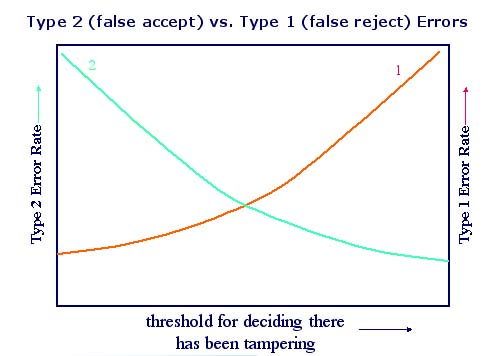 Type 2 (false accept) vs. Type 1 (false reject) Errors
2
1
Type 2 Error Rate
Type 1 Error Rate
threshold for deciding there
has been tampering